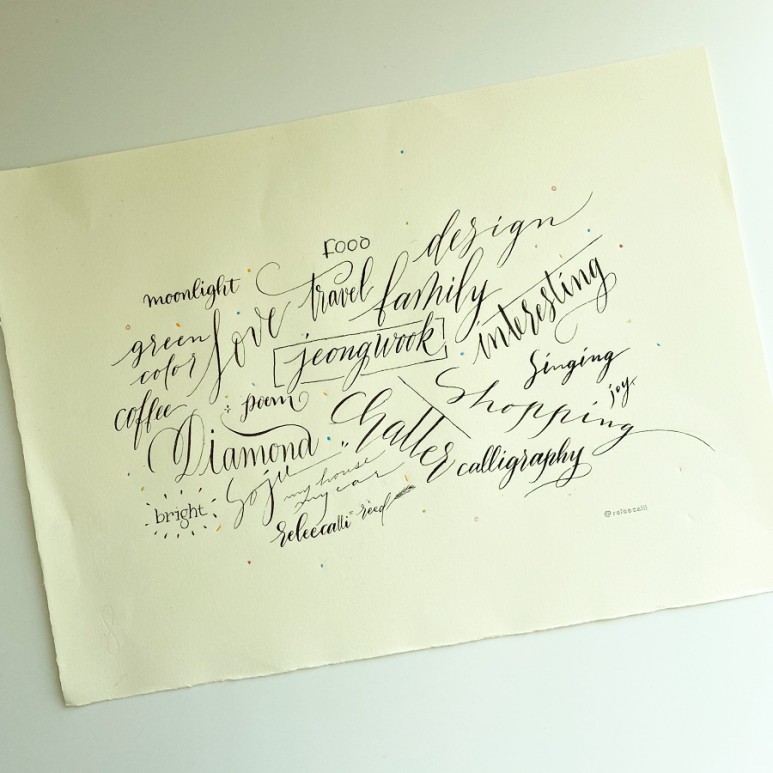 food
design
moonlight
travel
family
love
interesting
green
color
jeongwook
singing
joy
coffee
poem
Shopping
Diamond
calligraphy
Soju
my house
my car
bright
releecalli
reed
@releecalli